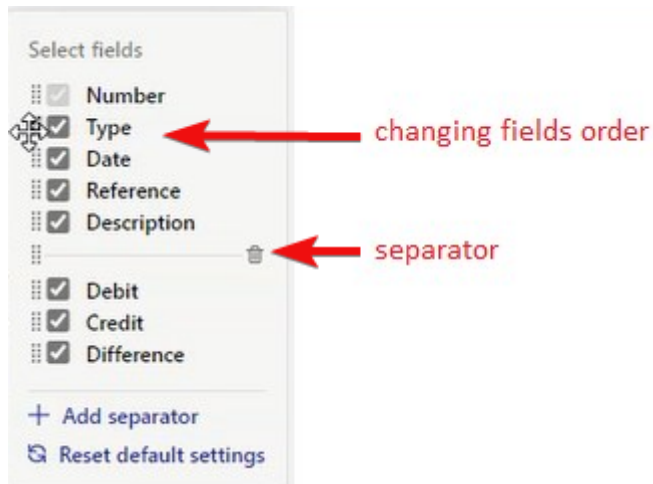 Select fields
Number
Type
changing fields order
Date
Reference
Description
separator
Debit
Credit
Difference
Add separator
Reset default settings